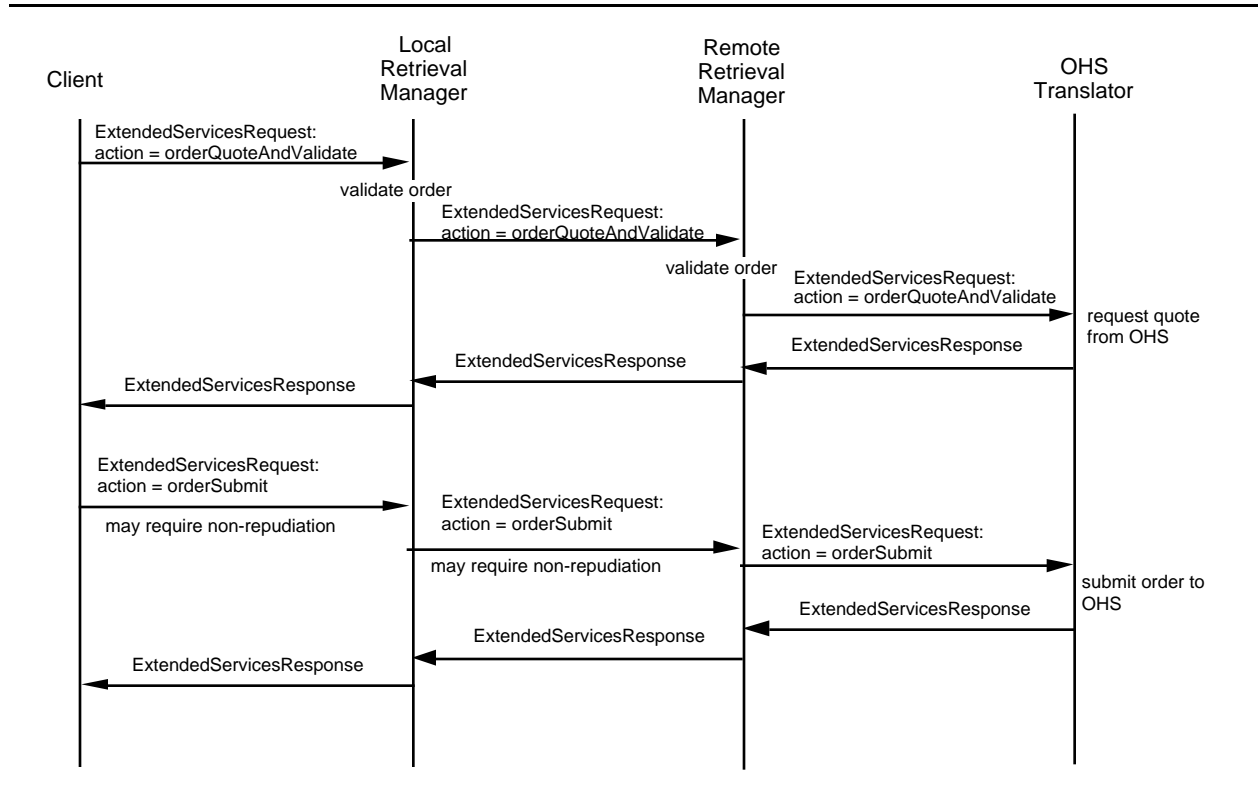 Client
Local
Retrieval
Manager
Remote
Retrieval
Manager
OHS
Translator
ExtendedServicesRequest:
action = orderQuoteAndValidate
validate order
ExtendedServicesRequest:
action = orderQuoteAndValidate
validate order
ExtendedServicesRequest:
action = orderQuoteAndValidate
request quote
from OHS
ExtendedServicesResponse
ExtendedServicesResponse
ExtendedServicesResponse
ExtendedServicesRequest:
action = orderSubmit
may require non-repudiation
ExtendedServicesRequest:
action = orderSubmit
may require non-repudiation
ExtendedServicesRequest:
action = orderSubmit
submit order to
OHS
ExtendedServicesResponse
ExtendedServicesResponse
ExtendedServicesResponse